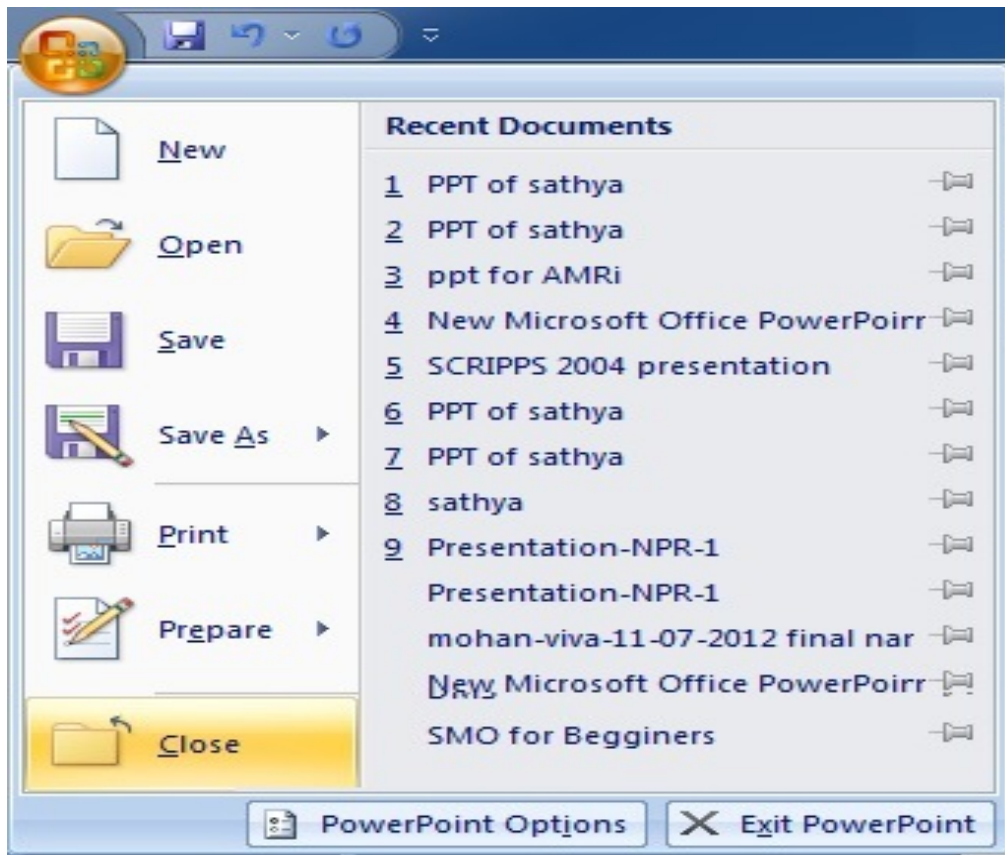 New
Open
Save
Save As
Print
Prepare
Close
Recent Documents
1 PPT of sathya
2 PPT of sathya
3 ppt for AMRi
4 New Microsoft Office PowerPoi
5 SCRIPPS 2004 presentation
6 PPT of sathya
7 PPT of sathya
8 sathya
9 Presentation-NPR-1
Presentation-NPR-1
mohan-viva-11-07-2012 final nar
New Microsoft Office PowerPoi
SMO for Begginers
PowerPoint Options
Exit PowerPoint